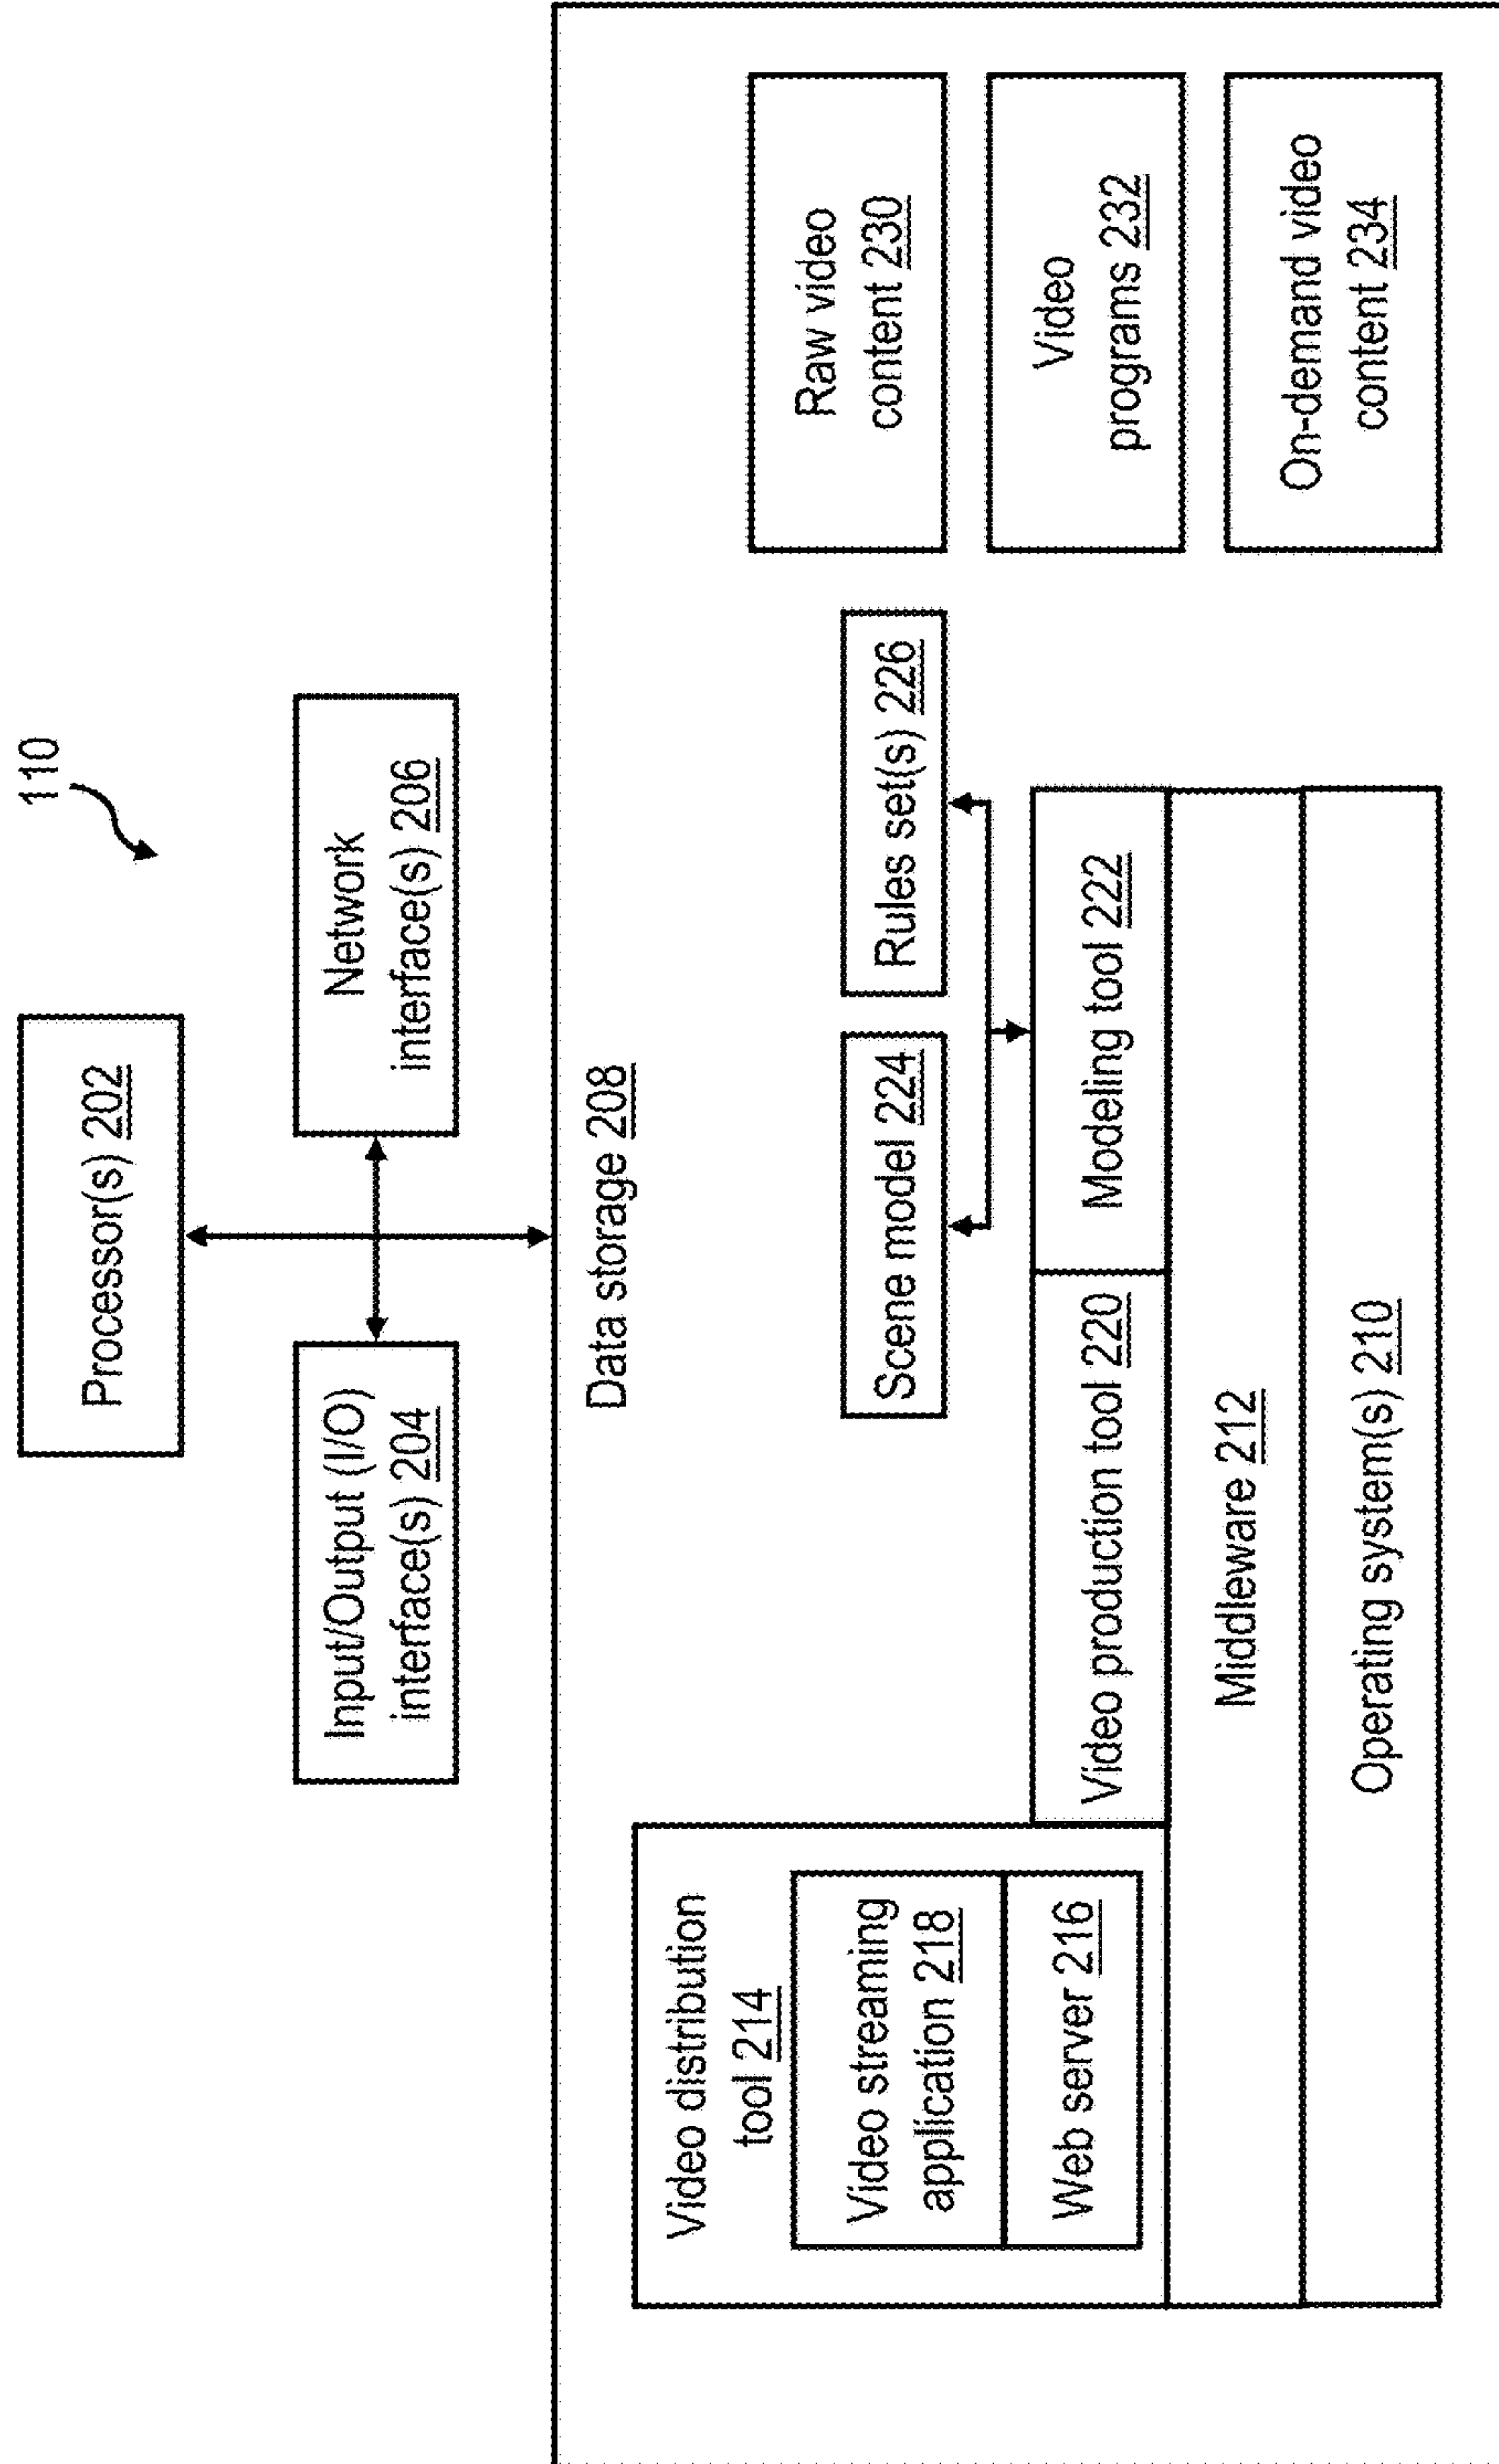 110
Processor(s) 202
Input/Output (I/O)
interface(s) 204
Network
interface(s) 206
Data storage 208
Video distribution
tool 214
Video streaming
application 218
Web server 216
Scene model 224
Rules set(s) 226
Video production tool 220
Modeling tool 222
Middleware 212
Operating system(s) 210
Raw video
content 230
Video
programs 232
On-demand video
content 234